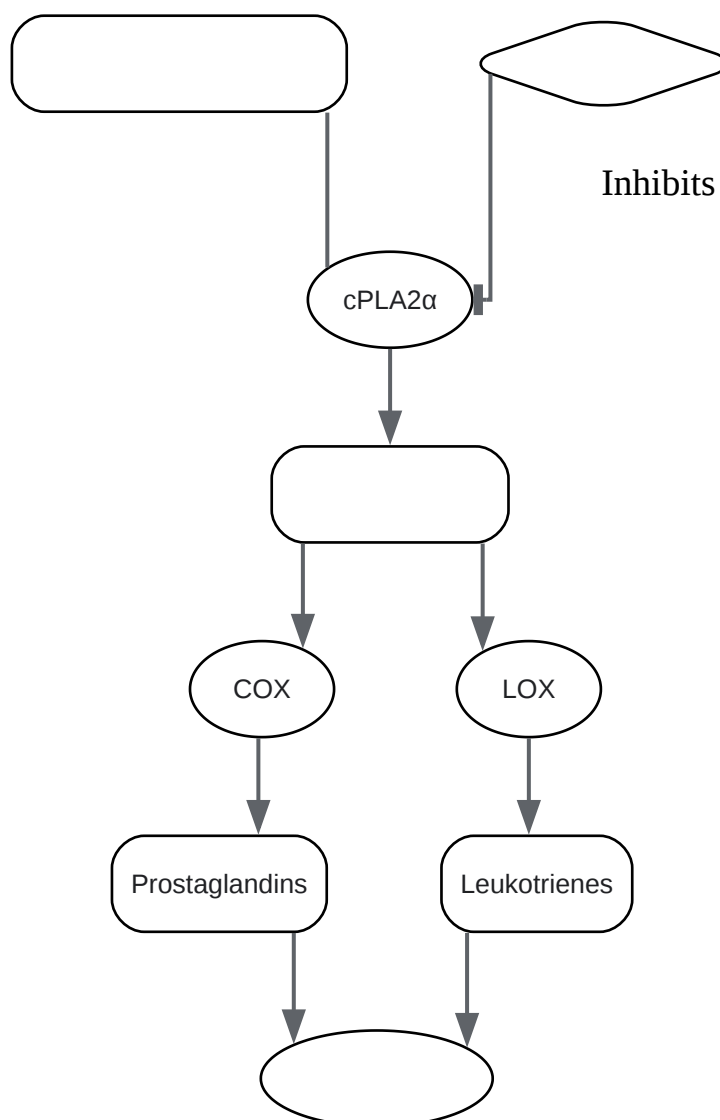 Inhibits
cPLA2α
COX
LOX
Prostaglandins
Leukotrienes